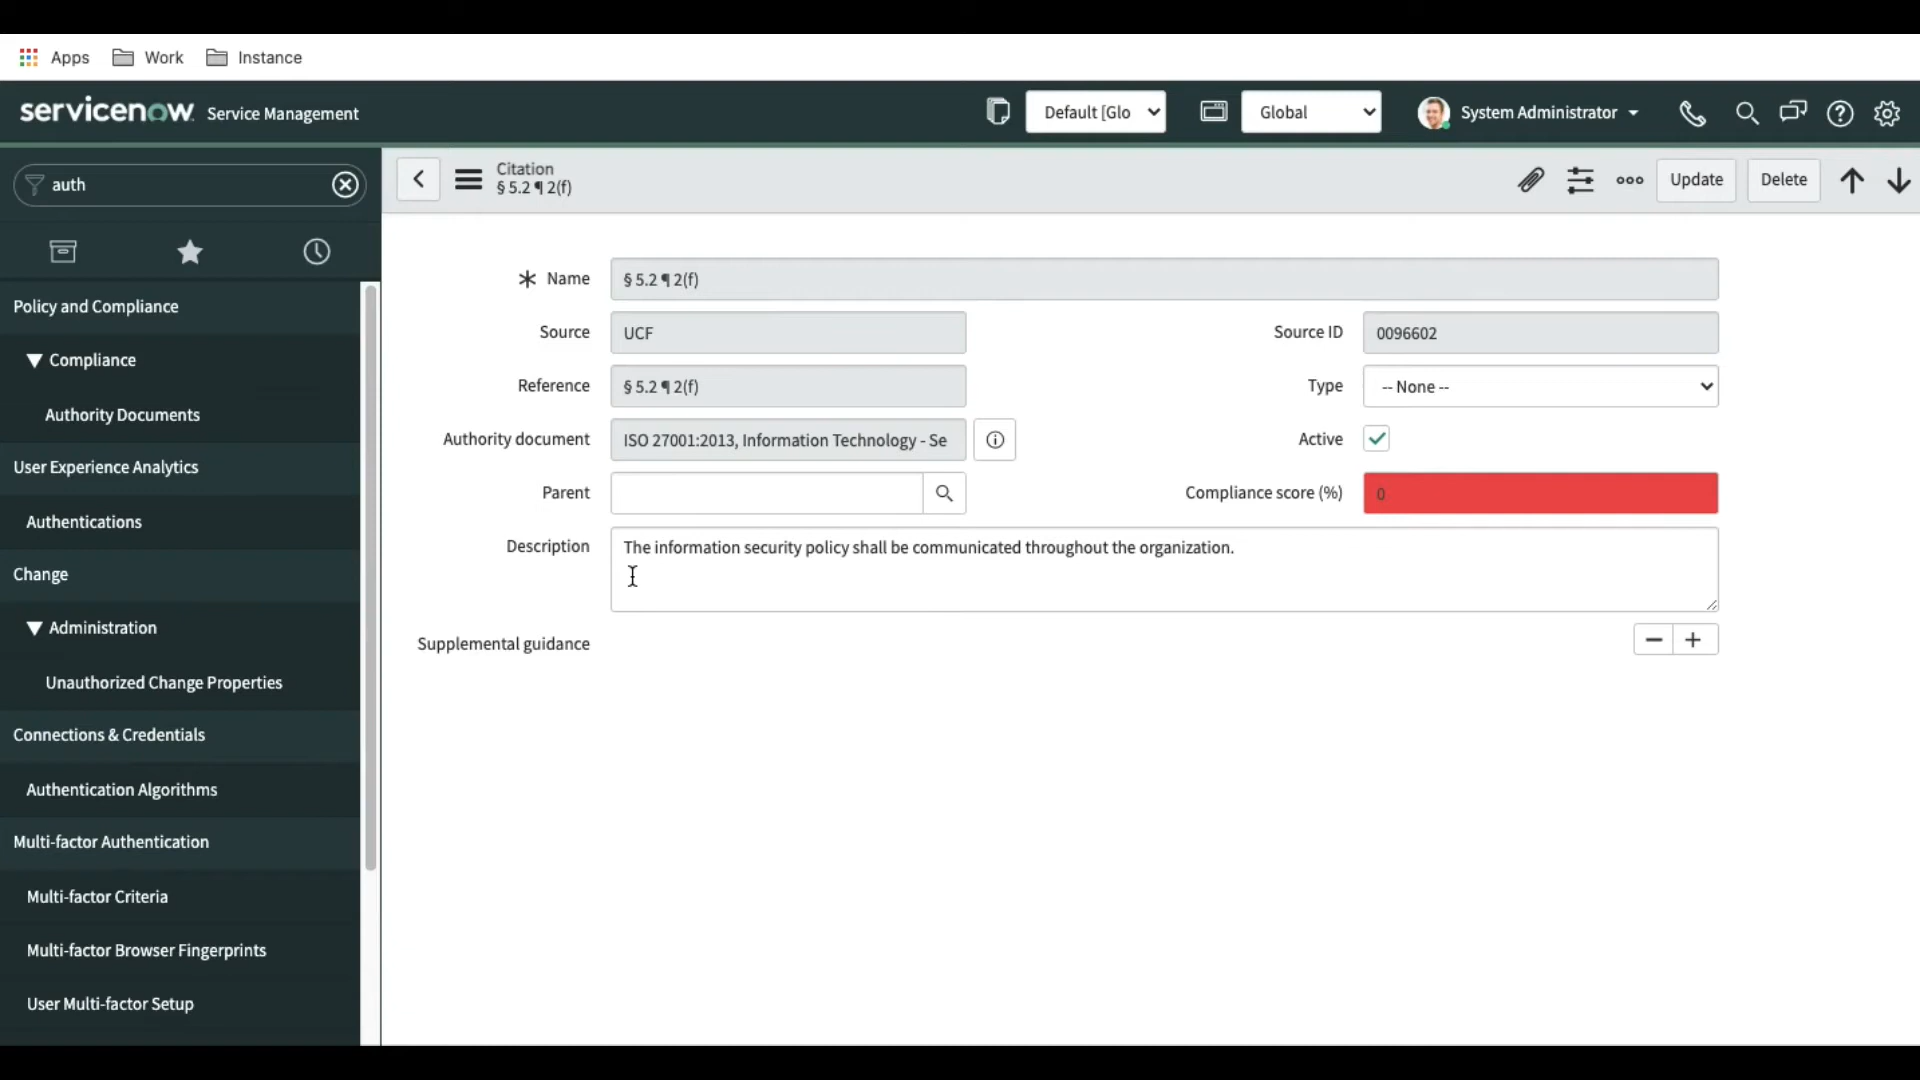 Apps Work Instance
servicenow Service Management Default [Glo Global System Administrator
auth
Citation
§ 5.2 ¶ 2(f)
Update Delete
Policy and Compliance
Compliance
Authority Documents
User Experience Analytics
Authentications
Change
Administration
Unauthorized Change Properties
Connections & Credentials
Authentication Algorithms
Multi-factor Authentication
Multi-factor Criteria
Multi-factor Browser Fingerprints
User Multi-factor Setup
Name § 5.2 ¶ 2(f)
Source UCF Source ID 0096602
Reference § 5.2 ¶ 2(f) Type -- None --
Authority document ISO 27001:2013, Information Technology - Se Active
Parent Compliance score (%) 0
Description The information security policy shall be communicated throughout the organization.
Supplemental guidance